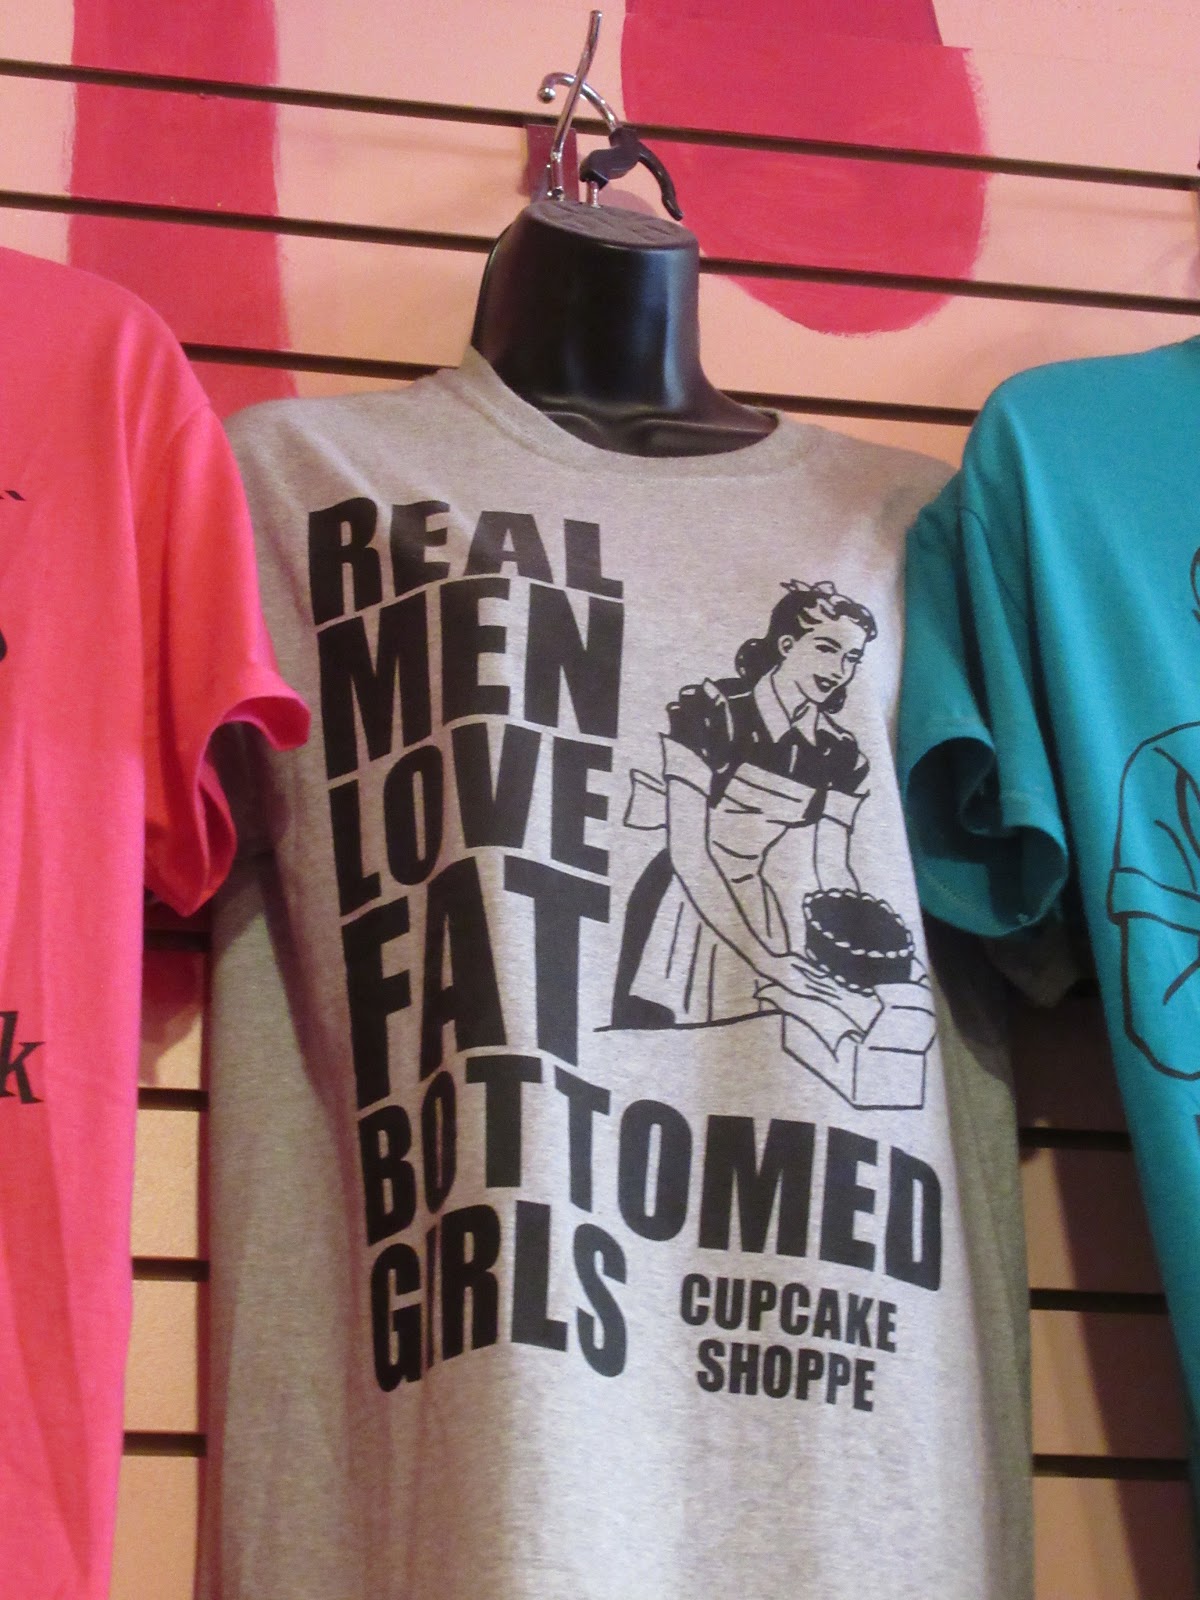 REAL
MEN
LOVE
FAT
BOTTOMED
GIRLS
CUPCAKE
SHOPPE
k